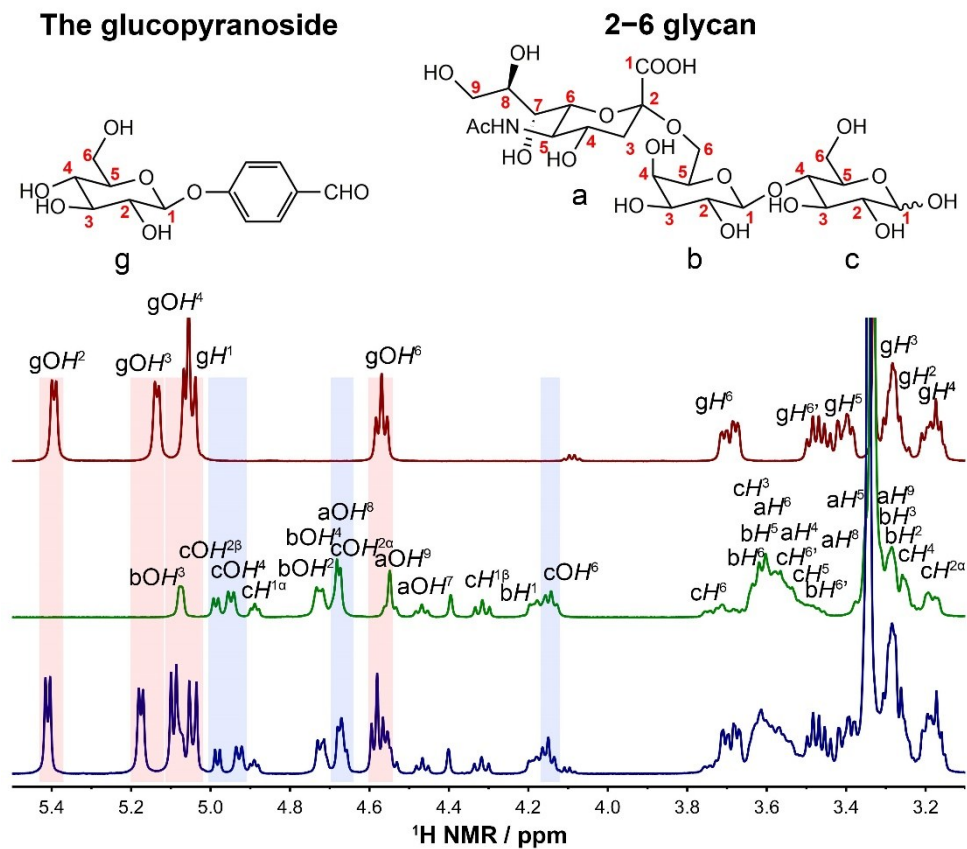 The glucopyranoside
2−6 glycan
1COOH
HO
OH
9
8
7
6
O
2
AcHN
5
HO
4
3
O
OH
6
OH
6
OH
4
5
O
HO
3
2
OH
1
O
4
6
5
O
HO
3
2
OH
1
OH
a
b
c
OH
6
4
5
O
HO
HO
3
2
OH
1
O
CHO
g
gOH4
gOH2
gOH3
gH1
gOH6
gH6
gH6’
gH5
gH3
gH2
gH4
bOH3
cOH2β
cOH4
cH1α
bOH2
bOH4
aOH8
cOH2α
aOH9
aOH7
cH1β
bH1
cOH6
cH6
cH3
aH6
bH5
bH6
aH4
cH6’
cH5
bH6’
aH5
aH8
aH9
bH3
bH2
cH4
cH2α
5.4 5.2 5.0 4.8 4.6 4.4 4.2 4.0 3.8 3.6 3.4 3.2
1H NMR / ppm